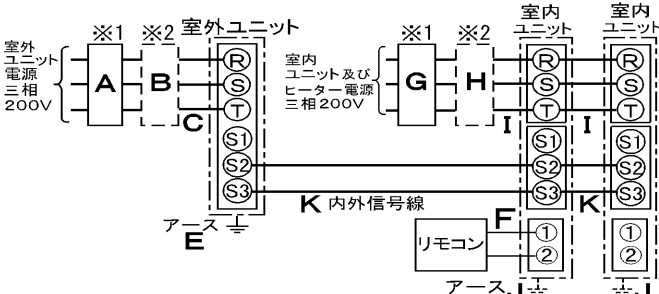 ※1 ※2 室外ユニット
室外
ユニット
電源
三相
200V
A B
R
S
T
C
S1
S2
S3
アース
E
※1 ※2
室内
ユニット
室内
ユニット
室内
ユニット及び
ヒーター電源
三相200V
G H
R
S
T
I
R
S
T
I
S1
S2
S3
S1
S2
S3
K 内外信号線
K
F
リモコン
1
2
1
2
アース J
J